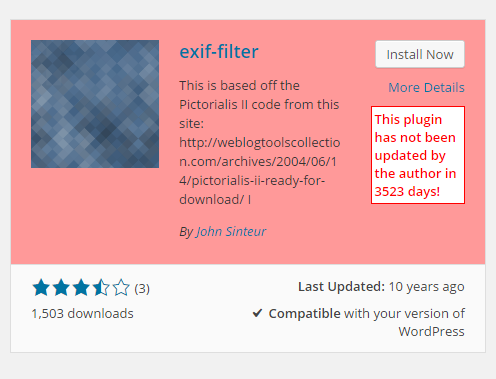 exif-filter
Install Now
More Details
This is based off the
Pictorialis II code from this
site:
http://weblogtoolscollectio
n.com/archives/2004/06/1
4/pictorialis-ii-ready-for-
download/ I
By John Sinteur
This plugin
has not been
updated by
the author in
3523 days!
(3)
1,503 downloads
Last Updated: 10 years ago
✔ Compatible with your version of
WordPress